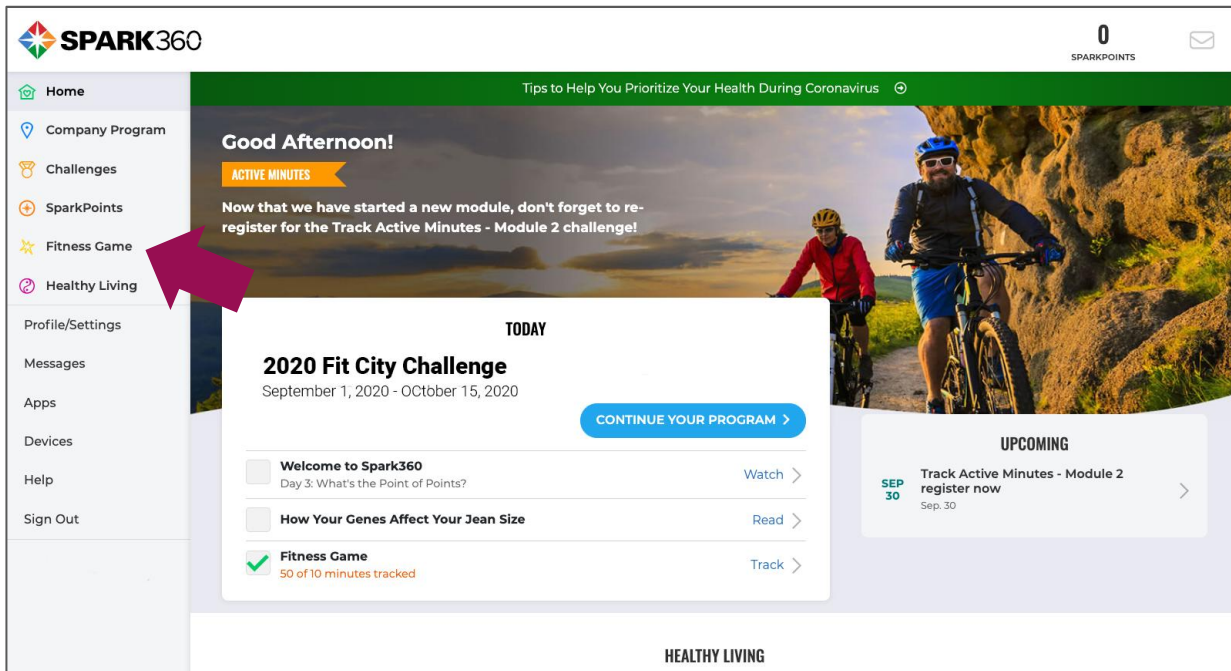 SPARK360
0
SPARKPOINTS
Home
Company Program
Challenges
SparkPoints
Fitness Game
Healthy Living
Profile/Settings
Messages
Apps
Devices
Help
Sign Out
Tips to Help You Prioritize Your Health During Coronavirus
Good Afternoon!
ACTIVE MINUTES
Now that we have started a new module, don't forget to re-
register for the Track Active Minutes - Module 2 challenge!
TODAY
2020 Fit City Challenge
September 1, 2020 - OCtober 15, 2020
CONTINUE YOUR PROGRAM >
Welcome to Spark360
Day 3: What's the Point of Points?
Watch >
How Your Genes Affect Your Jean Size
Read >
Fitness Game
50 of 10 minutes tracked
Track >
UPCOMING
SEP
30
Track Active Minutes - Module 2
register now
Sep. 30
HEALTHY LIVING